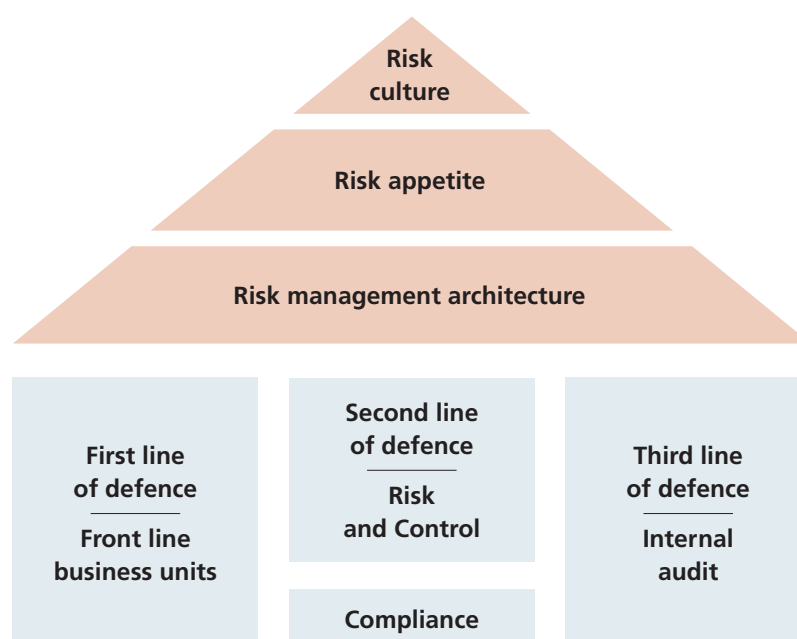 Risk
culture
Risk appetite
Risk management architecture
First line
of defence
Front line
business units
Second line
of defence
Risk
and Control
Compliance
Third line
of defence
Internal
audit